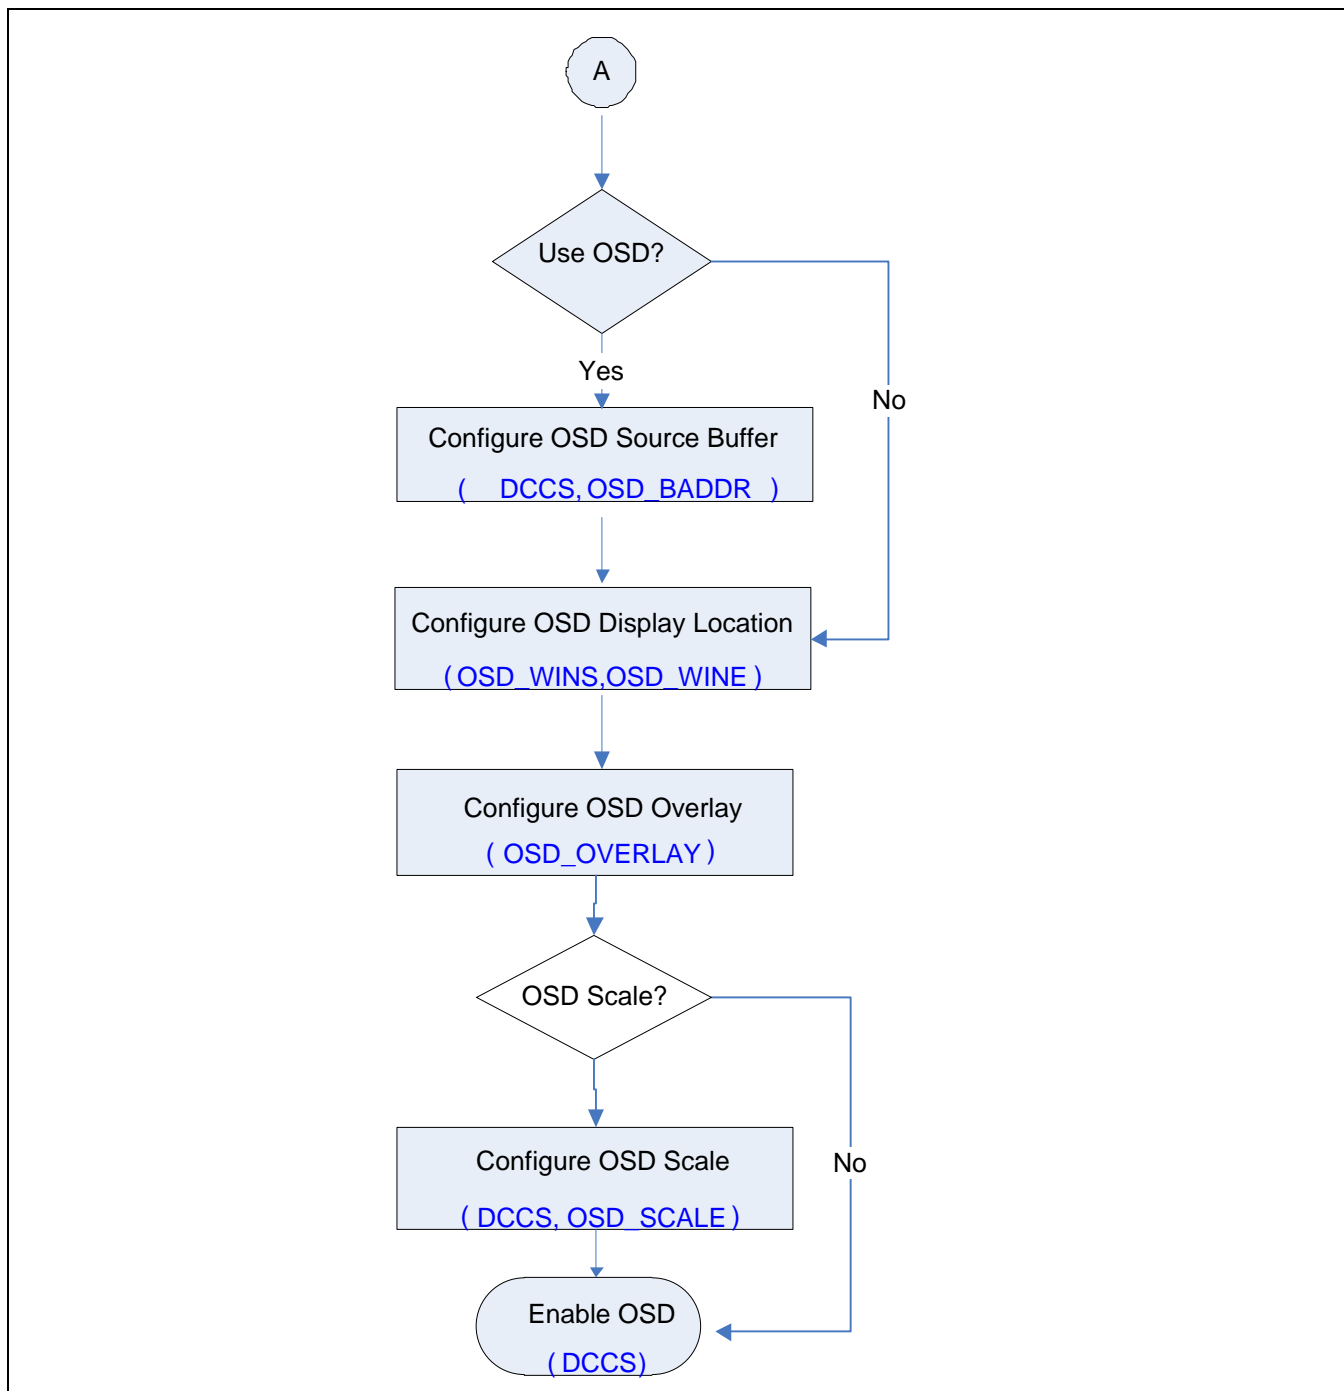 A
Use OSD?
Yes
No
Configure OSD Source Buffer
( DCCS, OSD_BADDR )
Configure OSD Display Location
(OSD_WINS,OSD_WINE )
Configure OSD Overlay
( OSD_OVERLAY )
OSD Scale?
Configure OSD Scale
No
( DCCS, OSD_SCALE )
Enable OSD
( DCCS)